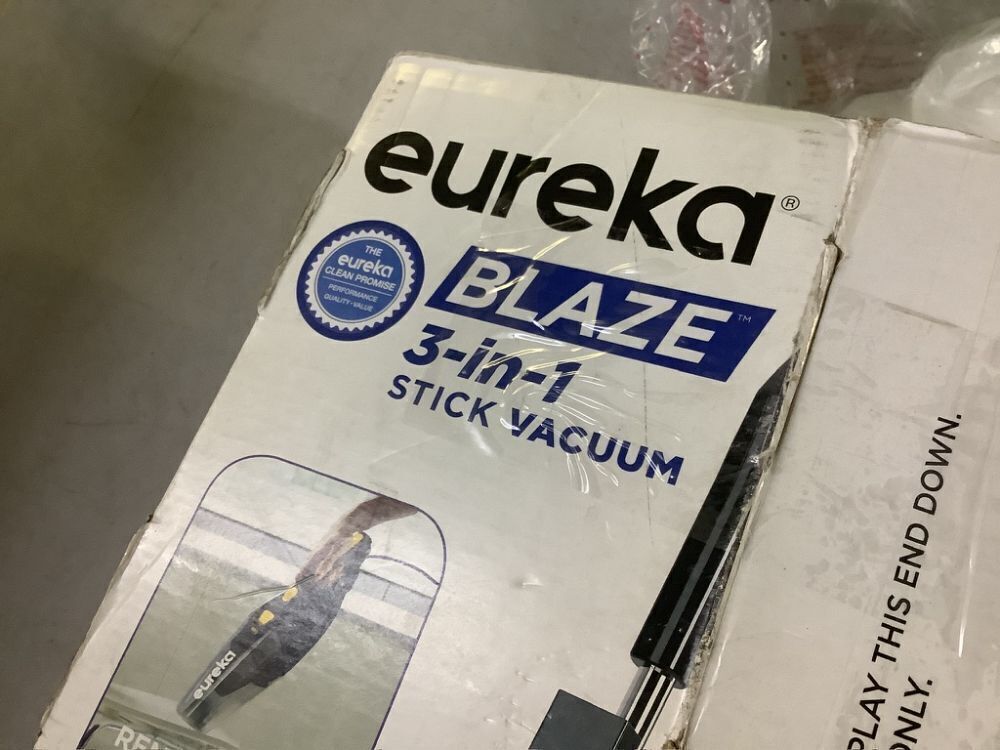 eureka®
THE
eureka
CLEAN PROMISE
PERFORMANCE
QUALITY-VALUE
BLAZE™
3-in-1
STICK VACUUM
eureka
PLAY THIS END DOWN.
ONLY.